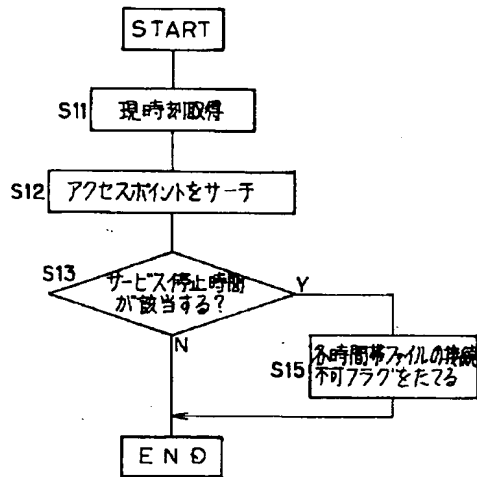 START
S11
現時刻取得
S12
アクセスポイントをサーチ
S13
サービス停止時間
が該当する?
Y
N
S15
各時間帯ファイルの接続
不可フラグをたてる
END